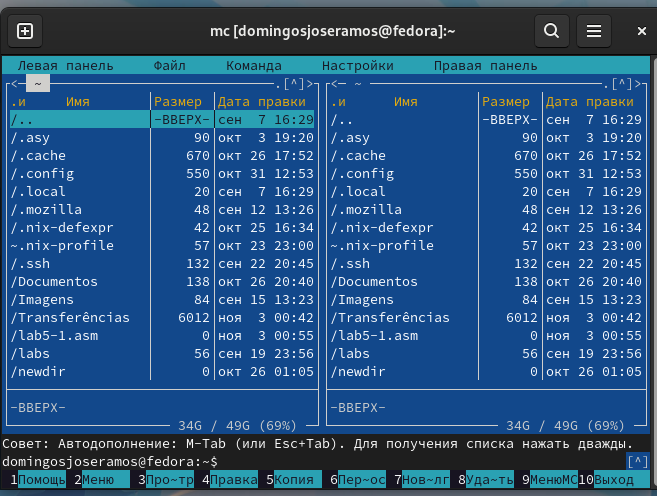 mc [domingosjoseramos@fedora]:~
Левая панель Файл Команда Настройки Правая панель
<─ ~ .[^]> <─ ~ .[^]>
.и Имя Размер Дата правки .и Имя Размер Дата правки
/.. -ВВЕРХ- сен 7 16:29 /.. -ВВЕРХ- сен 7 16:29
/.asy 90 окт 3 19:20 /.asy 90 окт 3 19:20
/.cache 670 окт 26 17:52 /.cache 670 окт 26 17:52
/.config 550 окт 31 12:53 /.config 550 окт 31 12:53
/.local 20 сен 7 16:29 /.local 20 сен 7 16:29
/.mozilla 48 сен 12 13:26 /.mozilla 48 сен 12 13:26
/.nix-defexpr 42 окт 25 16:34 /.nix-defexpr 42 окт 25 16:34
~.nix-profile 57 окт 23 23:00 ~.nix-profile 57 окт 23 23:00
/.ssh 132 сен 22 20:45 /.ssh 132 сен 22 20:45
/Documentos 138 окт 26 20:40 /Documentos 138 окт 26 20:40
/Imagens 84 сен 15 13:23 /Imagens 84 сен 15 13:23
/Transferências 6012 ноя 3 00:42 /Transferências 6012 ноя 3 00:42
/lab5-1.asm 0 ноя 3 00:55 /lab5-1.asm 0 ноя 3 00:55
/labs 56 сен 19 23:56 /labs 56 сен 19 23:56
/newdir 0 окт 26 01:05 /newdir 0 окт 26 01:05
-ВВЕРХ- -ВВЕРХ-
34G / 49G (69%) 34G / 49G (69%)
Совет: Автодополнение: M-Tab (или Esc+Tab). Для получения списка нажать дважды.
domingosjoseramos@fedora:~$ [^]
1Помощь 2Меню 3Про~тр 4Правка 5Копия 6Пер~ос 7Нов~лг 8Уда~ть 9МенюMC 10Выход